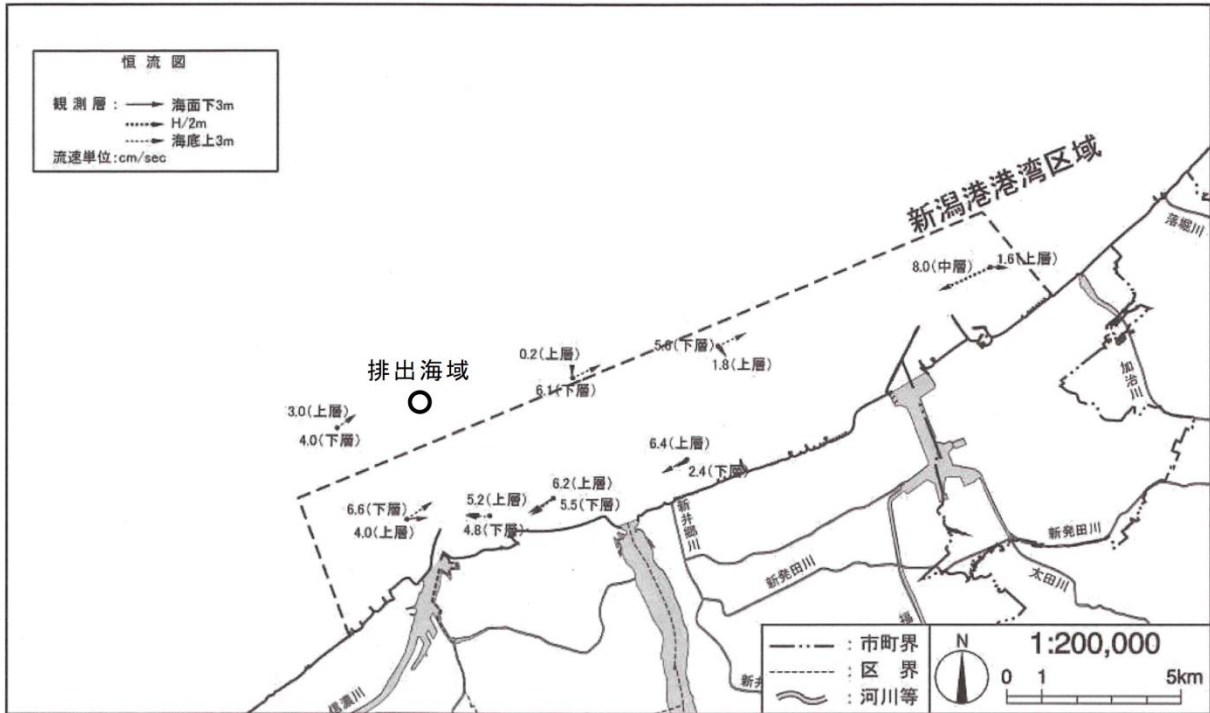 恒流図
観測層: 海面下3m
H/2m
海底上3m
流速単位:cm/sec
新潟港港湾区域
落堀川
8.0(中層)
1.6(上層)
加治川
0.2(上層)
6.1(下層)
5.6(下層)
1.8(上層)
排出海域
3.0(上層)
4.0(下層)
6.4(上層)
2.4(下層)
6.2(上層)
5.5(下層)
5.2(上層)
4.8(下層)
6.6(下層)
4.0(上層)
新井郷川
新発田川
新発田川
太田川
信濃川
新井
: 市町界
: 区界
: 河川等
N
1:200,000
0 1 5km